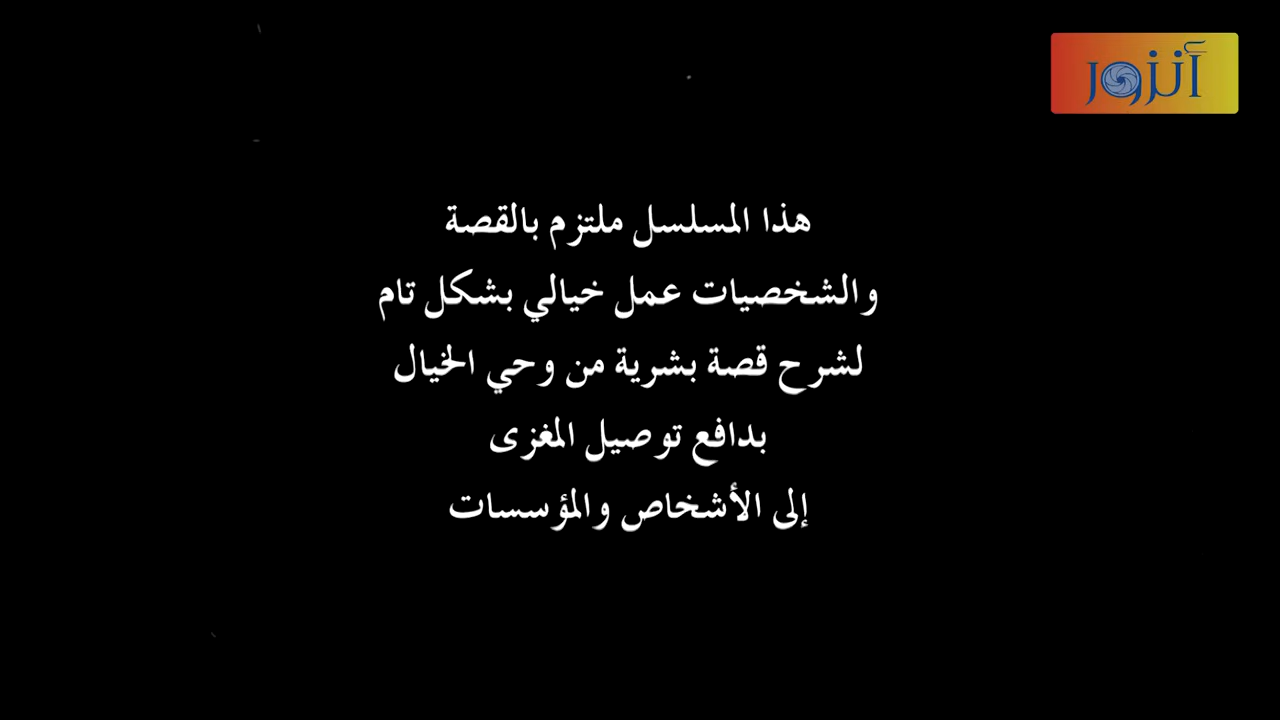 أنزور
هذا المسلسل ملتزم بالقصة
والشخصيات عمل خيالي بشكل تام
لشرح قصة بشرية من وحي الخيال
بدافع توصيل المغزى
إلى الأشخاص والمؤسسات